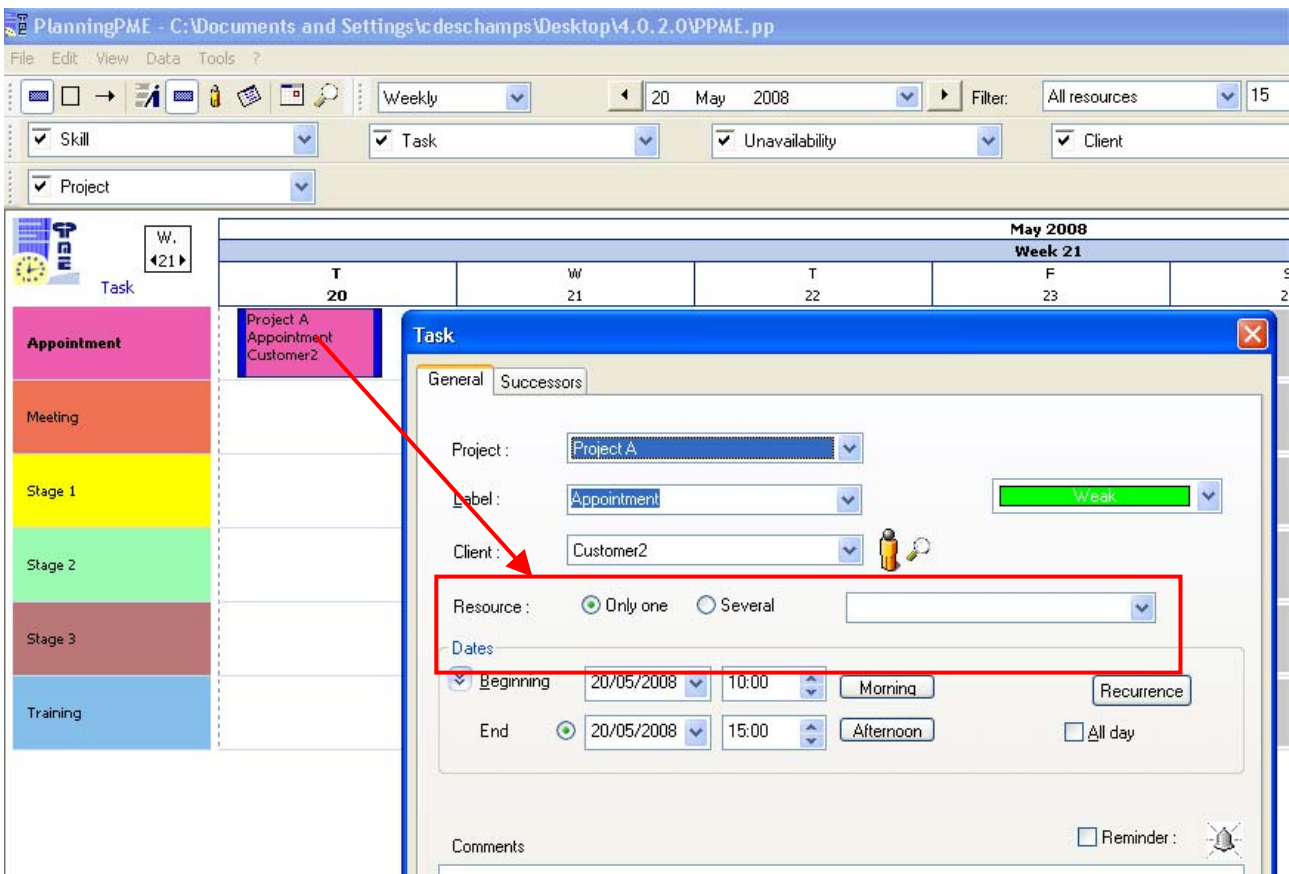 PlanningPME - C:\Documents and Settings\cdeschamps\Desktop\4.0.2.0\PPME.pp
File Edit View Data Tools ?
Weekly 20 May 2008 Filter: All resources 15
Skill Task Unavailability Client
Project
PME
W.
21
Task
May 2008
Week 21
T W T F S
20 21 22 23 2
Appointment
Meeting
Stage 1
Stage 2
Stage 3
Training
Project A
Appointment
Customer2
Task
General Successors
Project : Project A
Label : Appointment Weak
Client : Customer2
Resource : Only one Several
Dates
Beginning 20/05/2008 10:00 Morning Recurrence
End 20/05/2008 15:00 Afternoon All day
Reminder :
Comments